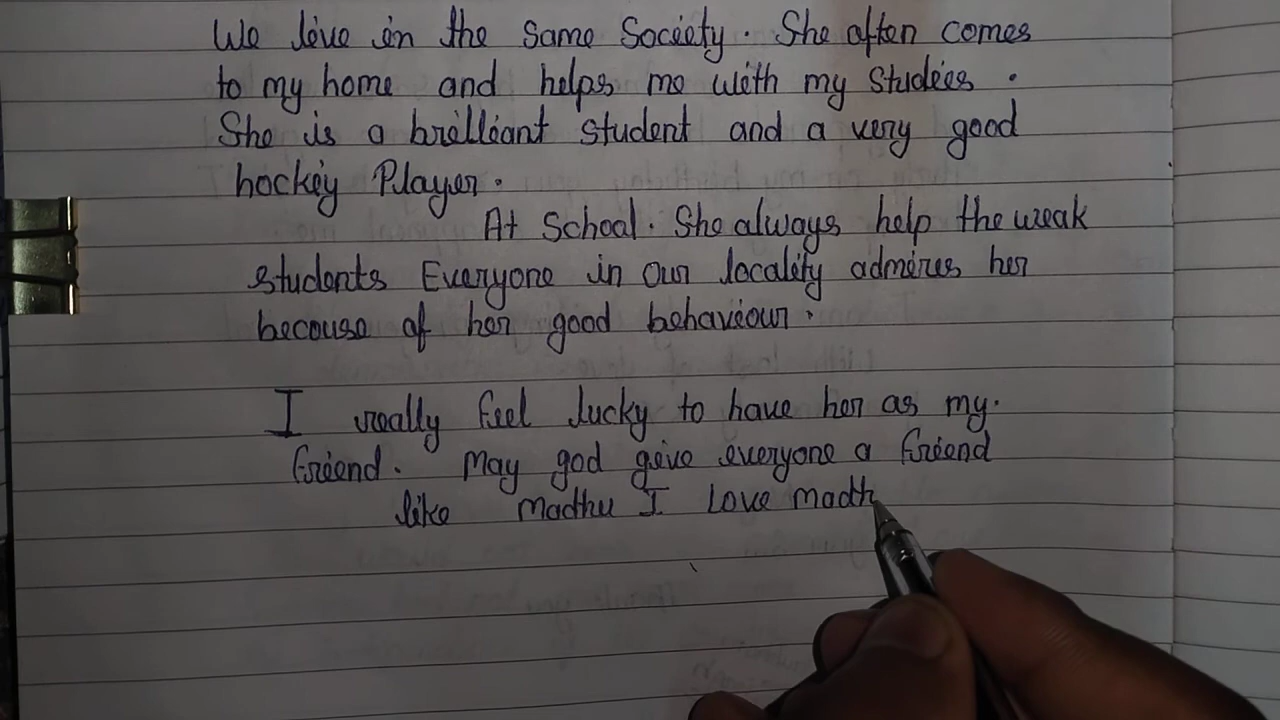 We live in the same Society. She often comes
to my home and helps me with my studies.
She is a brilliant student and a very good
hockey Player.
At School. She always help the weak
students Everyone in our locality admires her
becouse of her good behaviour.
I really feel lucky to have her as my.
friend. May god give everyone a friend
like Madhu I Love madh